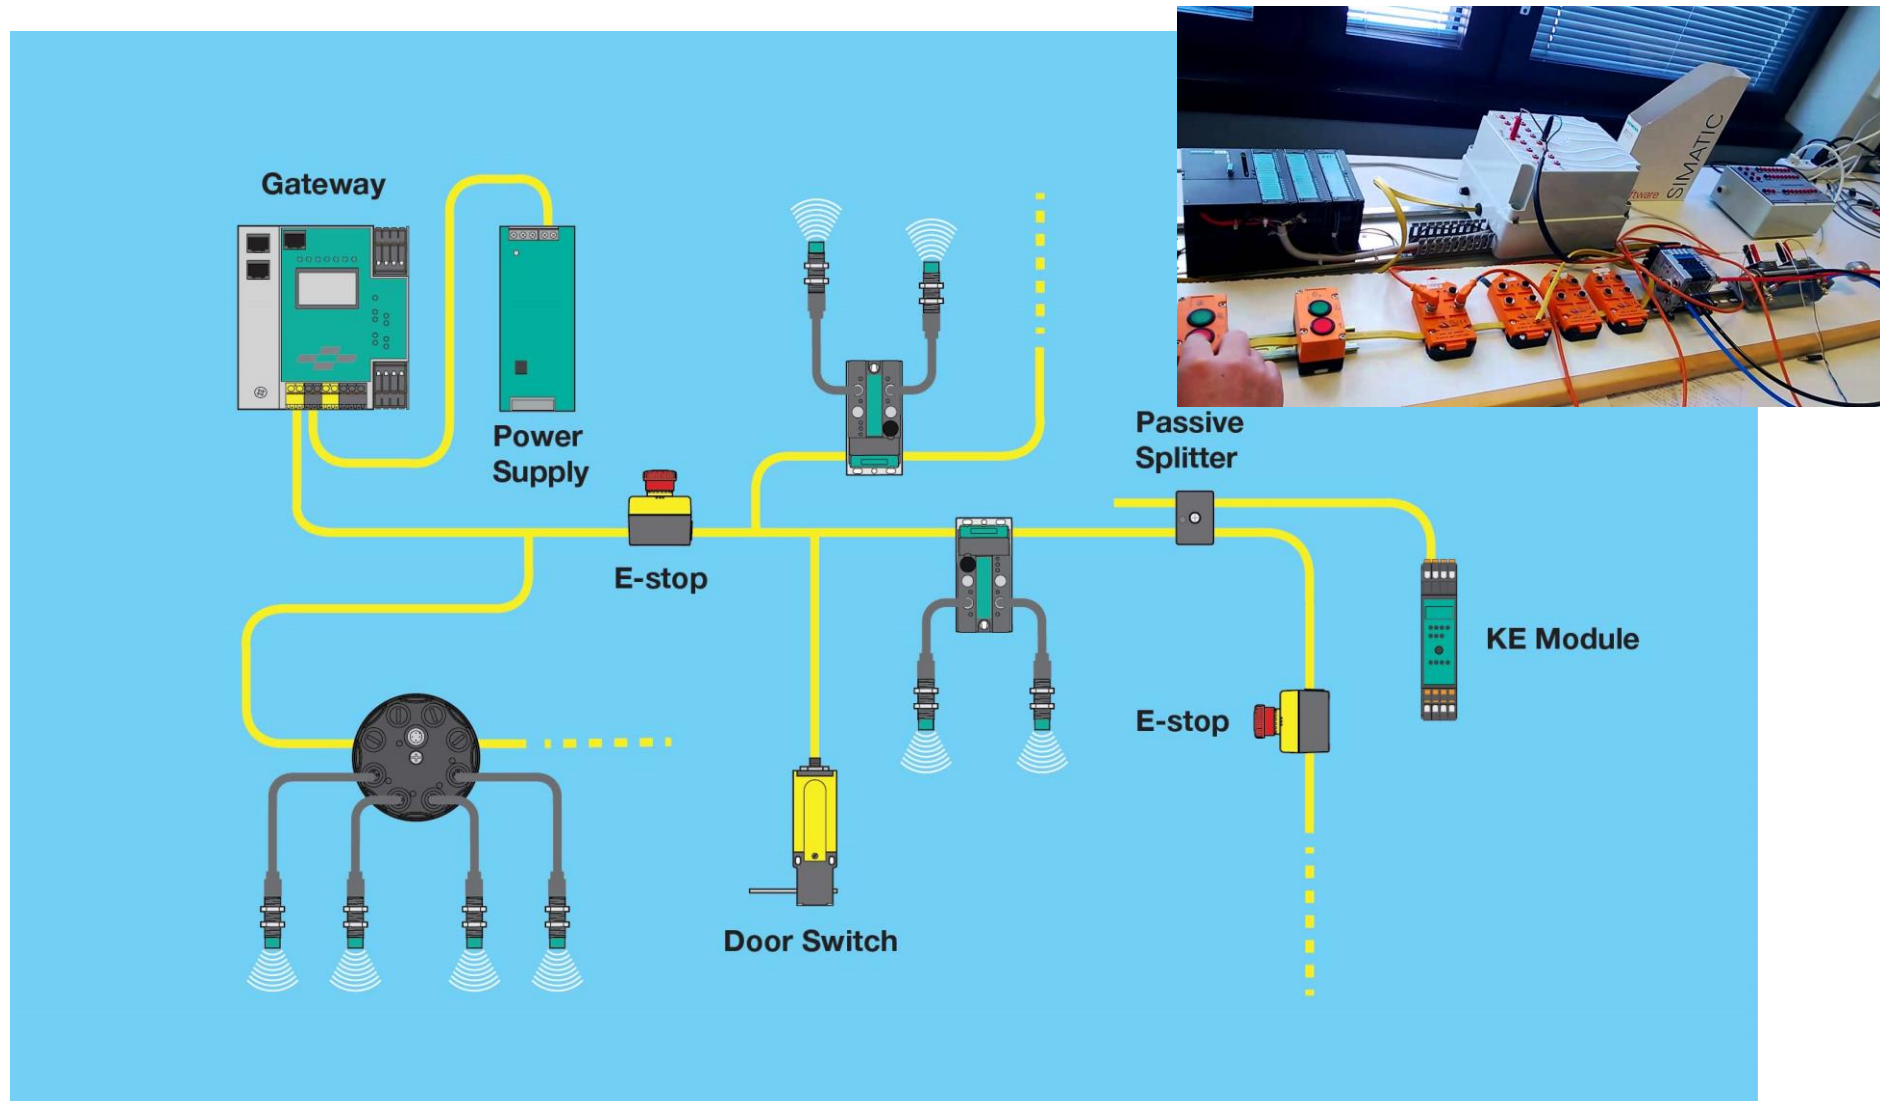 Gateway
Power
Supply
E-stop
Passive
Splitter
KE Module
E-stop
Door Switch
SIMATIC